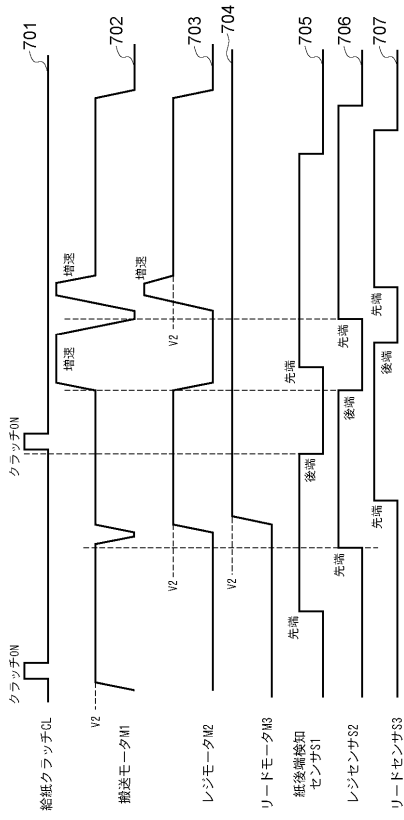 給紙クラッチCL
クラッチON
クラッチON
701
搬送モータM1
V2
増速
増速
702
レジモータM2
V2
V2
増速
703
リードモータM3
V2
704
紙後端検知
センサS1
先端
後端
先端
705
レジセンサS2
先端
後端
先端
706
リードセンサS3
先端
後端
先端
707